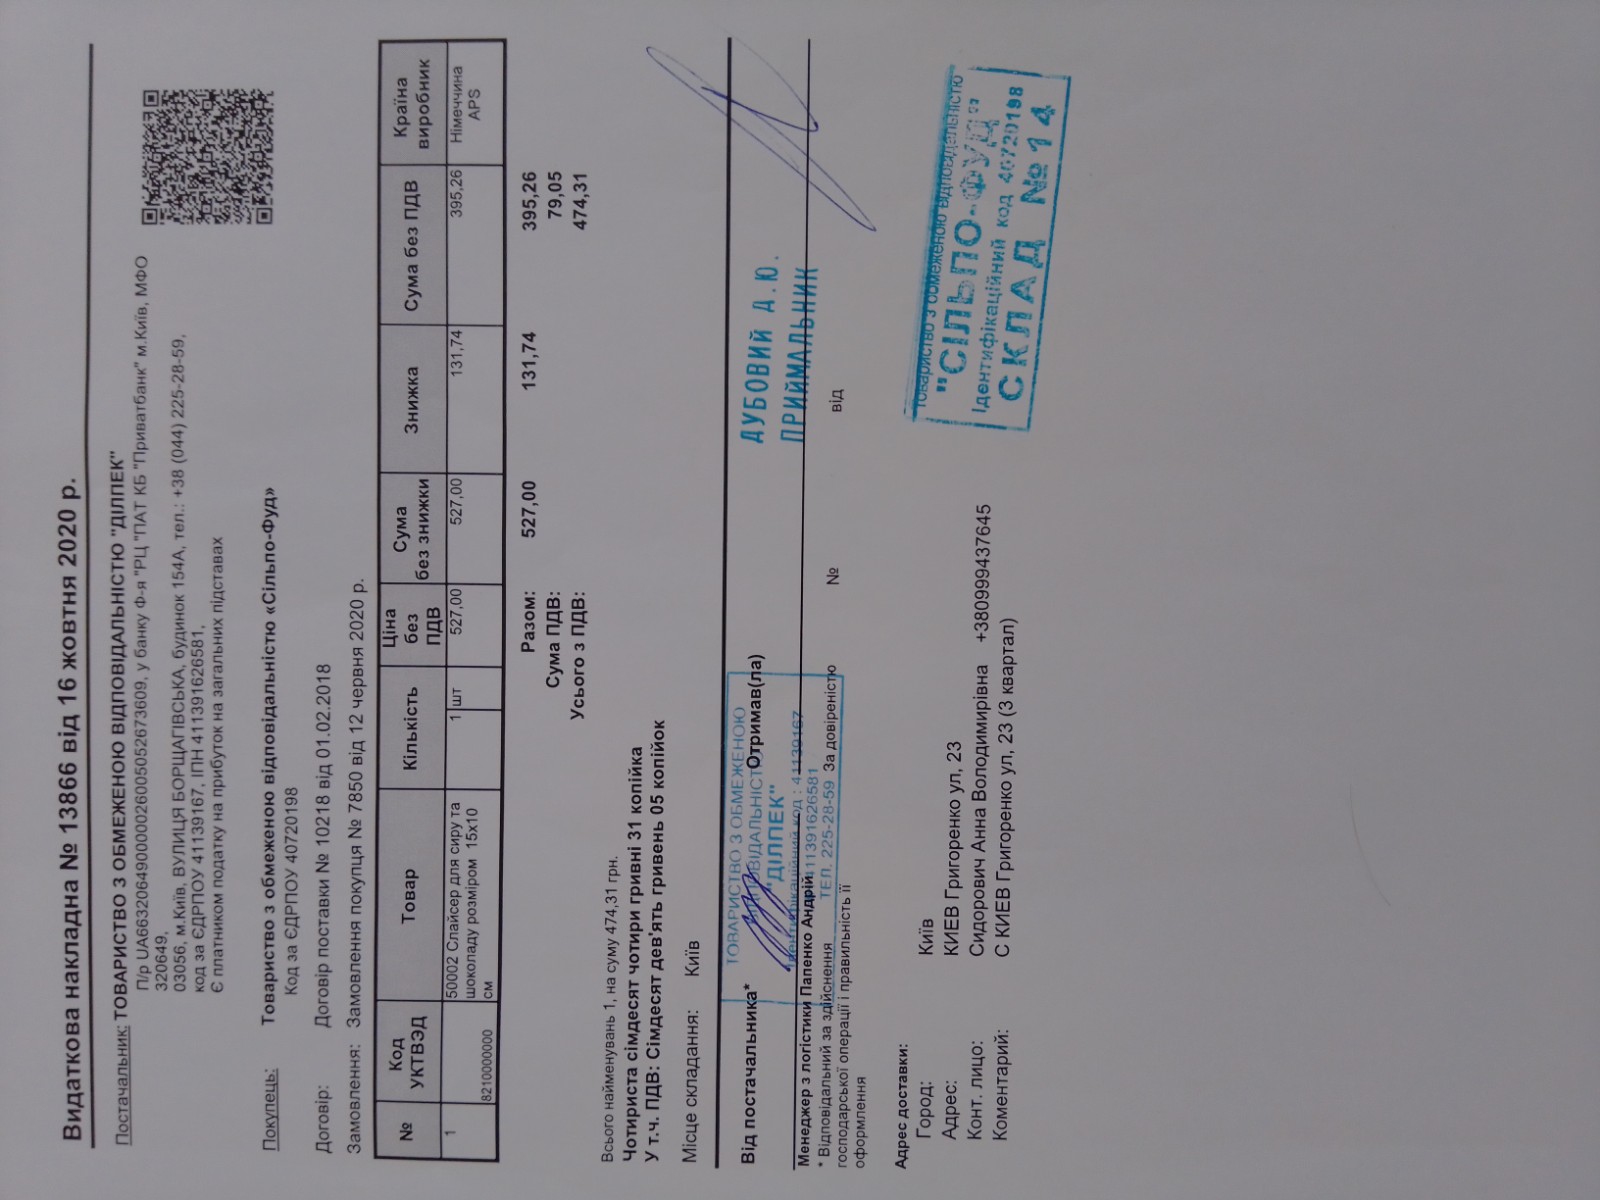 Видаткова накладна № 13866 від 16 жовтня 2020 р.
Постачальник: ТОВАРИСТВО З ОБМЕЖЕНОЮ ВІДПОВІДАЛЬНІСТЮ "ДІЛПЕК"
П/р UA663206490000026005052673609, у банку Ф-я "РЦ "ПАТ КБ "Приватбанк" м.Київ, МФО
320649,
03056, м.Київ, ВУЛИЦЯ БОРЩАГІВСЬКА, будинок 154А, тел.: +38 (044) 225-28-59,
код за ЄДРПОУ 41139167, ІПН 411391626581,
Є платником податку на прибуток на загальних підставах
Покупець: Товариство з обмеженою відповідальністю «Сільпо-Фуд»
Код за ЄДРПОУ 40720198
Договір: Договір поставки № 10218 від 01.02.2018
Замовлення: Замовлення покупця № 7850 від 12 червня 2020 р.
№ Код УКТВЭД Товар Кількість Ціна без ПДВ Сума без знижки Знижка Сума без ПДВ Країна виробник
1 8210000000 50002 Слайсер для сиру та шоколаду розміром 15x10 см 1 шт 527,00 527,00 131,74 395,26 Німеччина APS
Разом: 527,00 131,74 395,26
Сума ПДВ: 79,05
Усього з ПДВ: 474,31
Всього найменувань 1, на суму 474,31 грн.
Чотириста сімдесят чотири гривні 31 копійка
У т.ч. ПДВ: Сімдесят дев'ять гривень 05 копійок
Місце складання: Київ
ТОВАРИСТВО З ОБМЕЖЕНОЮ
ВІДПОВІДАЛЬНІСТЮ
"ДІЛПЕК"
Ідентифікаційний код : 41139167
411391626581
ТЕЛ. 225-28-59
Від постачальника* Отримав(ла)
ДУБОВИЙ Д.Ю.
ПРИЙМАЛЬНИК
Менеджер з логістики Папенко Андрій
* Відповідальний за здійснення
господарської операції і правильність її
оформлення
За довіреністю № від
Адрес доставки:
Город: Київ
Адрес: КИЕВ Григоренко ул, 23
Конт. лицо: Сидорович Анна Володимирівна +380999437645
Коментарий: С КИЕВ Григоренко ул, 23 (3 квартал)
Товариство з обмеженою відповідальністю
"СІЛЬПО-ФУД"
Ідентифікаційний код 40720198
СКЛАД №14